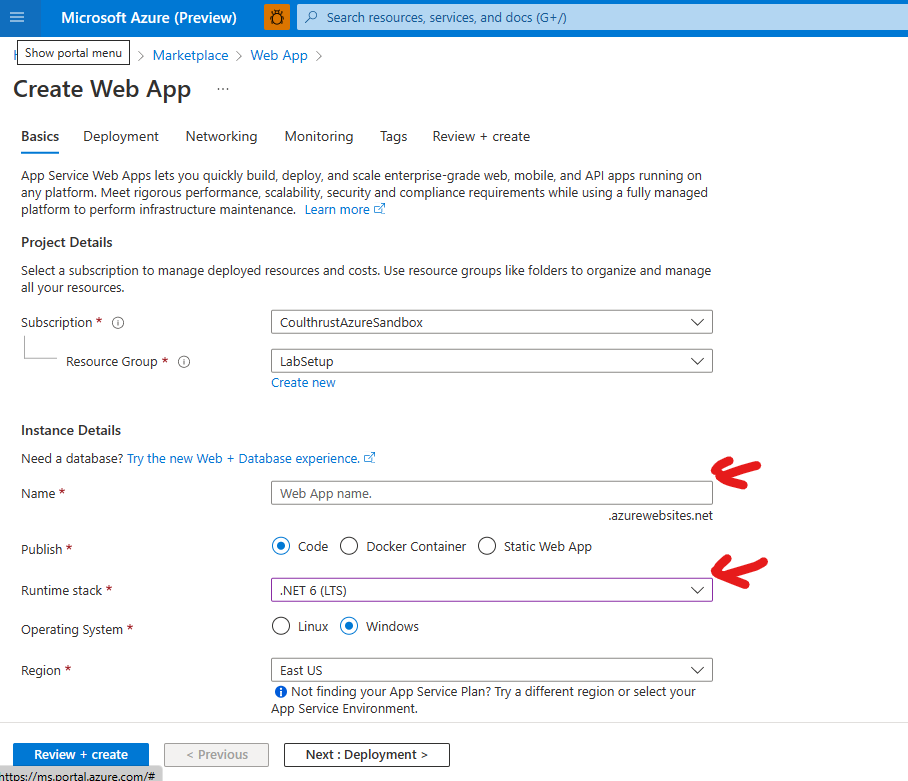 Microsoft Azure (Preview)
Search resources, services, and docs (G+/)
Show portal menu
Marketplace
Web App
Create Web App
...
Basics
Deployment
Networking
Monitoring
Tags
Review + create
App Service Web Apps lets you quickly build, deploy, and scale enterprise-grade web, mobile, and API apps running on
any platform. Meet rigorous performance, scalability, security and compliance requirements while using a fully managed
platform to perform infrastructure maintenance. Learn more
Project Details
Select a subscription to manage deployed resources and costs. Use resource groups like folders to organize and manage
all your resources.
Subscription *
CoulthrustAzureSandbox
Resource Group *
LabSetup
Create new
Instance Details
Need a database? Try the new Web + Database experience.
Name *
Web App name.
.azurewebsites.net
Publish *
Code
Docker Container
Static Web App
Runtime stack *
.NET 6 (LTS)
Operating System *
Linux
Windows
Region *
East US
Not finding your App Service Plan? Try a different region or select your
App Service Environment.
Review + create
< Previous
Next : Deployment >
https://ms.portal.azure.com/#